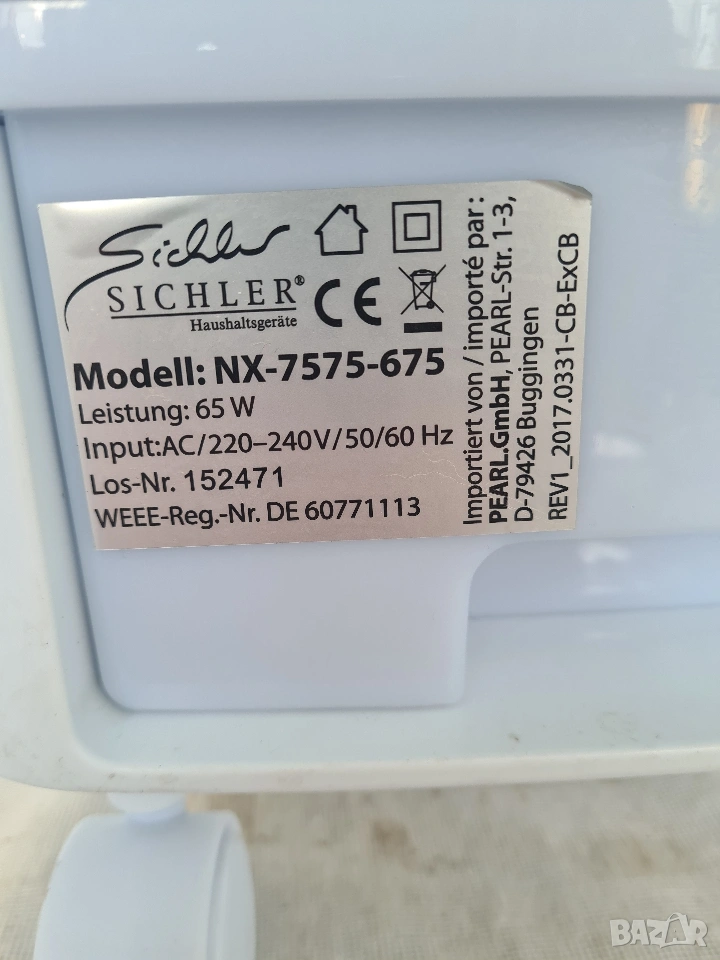 Sichler
SICHLER®
Haushaltsgeräte
CE
Modell: NX-7575-675
Leistung: 65 W
Input:AC/220–240V/50/60 Hz
Los-Nr. 152471
WEEE-Reg.-Nr. DE 60771113
Importiert von / importé par :
PEARL.GmbH, PEARL-Str. 1-3,
D-79426 Buggingen
REV1_2017.0331-CB-ExCB
BAZAR